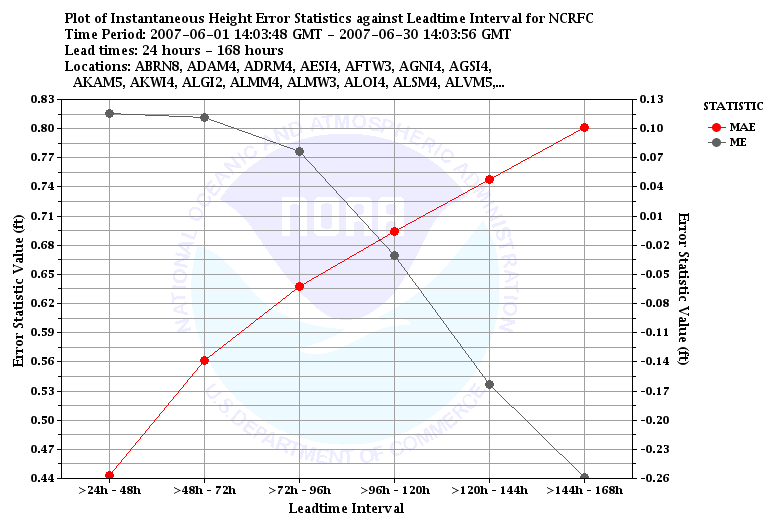 Plot of Instantaneous Height Error Statistics against Leadtime Interval for NCRFC
Time Period: 2007-06-01 14:03:48 GMT - 2007-06-30 14:03:56 GMT
Lead times: 24 hours - 168 hours
Locations: ABRN8, ADAM4, ADRM4, AESI4, AFTW3, AGNI4, AGSI4,
AKAM5, AKWI4, ALGI2, ALMM4, ALMW3, ALOI4, ALSM4, ALVM5,...
STATISTIC
MAE
ME
Error Statistic Value (ft)
0.83
0.80
0.77
0.74
0.71
0.68
0.65
0.62
0.59
0.56
0.53
0.50
0.47
0.44
NATIONAL OCEANIC AND ATMOSPHERIC ADMINISTRATION
NOAA
U.S. DEPARTMENT OF COMMERCE
0.13
0.10
0.07
0.04
0.01
-0.02
-0.05
-0.08
-0.11
-0.14
-0.17
-0.20
-0.23
-0.26
Error Statistic Value (ft)
>24h - 48h >48h - 72h >72h - 96h >96h - 120h >120h - 144h >144h - 168h
Leadtime Interval